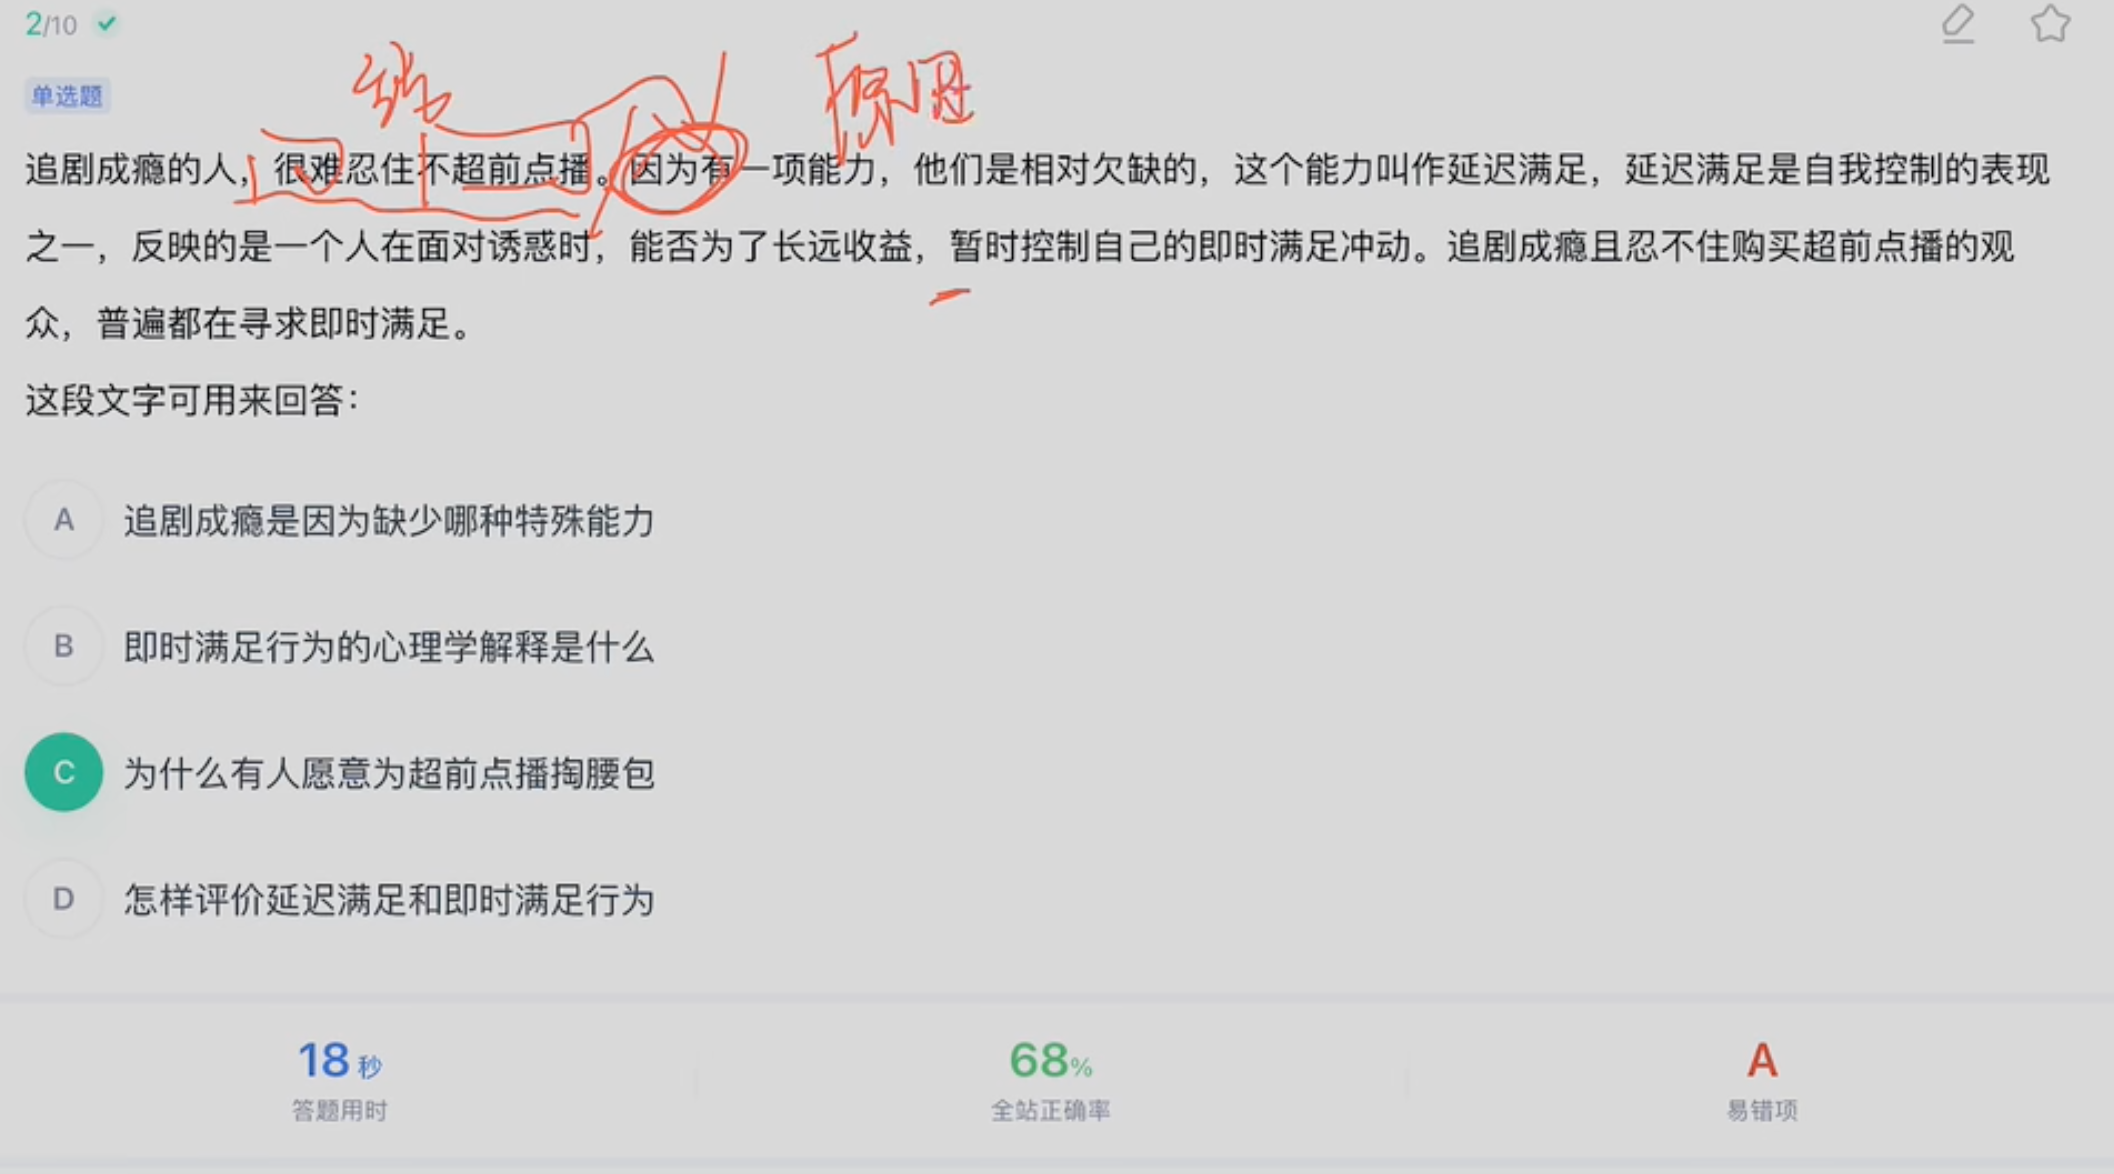 2/10
单选题
原因
追剧成瘾的人，很难忍住不超前点播。因为有一项能力，他们是相对欠缺的，这个能力叫作延迟满足，延迟满足是自我控制的表现
之一，反映的是一个人在面对诱惑时，能否为了长远收益，暂时控制自己的即时满足冲动。追剧成瘾且忍不住购买超前点播的观
众，普遍都在寻求即时满足。
这段文字可用来回答：
A 追剧成瘾是因为缺少哪种特殊能力
B 即时满足行为的心理学解释是什么
C 为什么有人愿意为超前点播掏腰包
D 怎样评价延迟满足和即时满足行为
18秒 68% A
答题用时 全站正确率 易错项